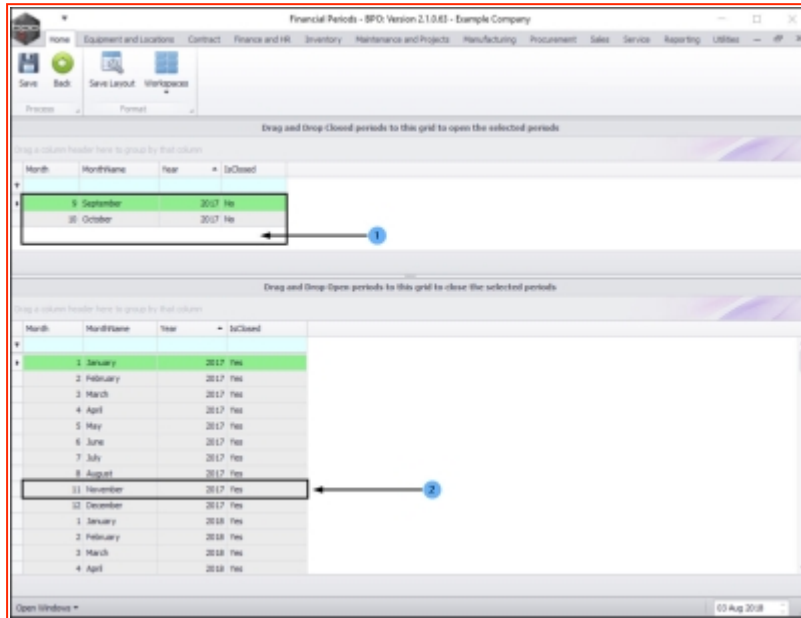 Financial Periods - BPO: Version 2.1.0.63 - Example Company
Home Equipment and Locations Contract Finance and HR Inventory Maintenance and Projects Manufacturing Procurement Sales Service Reporting Utilities
Save Back Save Layout Workspaces
Process Format
Drag and Drop Closed periods to this grid to open the selected periods
Drag a column header here to group by that column
Month MonthName Year IsClosed
9 September 2017 No
10 October 2017 No
1
Drag and Drop Open periods to this grid to close the selected periods
Drag a column header here to group by that column
Month MonthName Year IsClosed
1 January 2017 Yes
2 February 2017 Yes
3 March 2017 Yes
4 April 2017 Yes
5 May 2017 Yes
6 June 2017 Yes
7 July 2017 Yes
8 August 2017 Yes
11 November 2017 Yes
2
12 December 2017 Yes
1 January 2018 Yes
2 February 2018 Yes
3 March 2018 Yes
4 April 2018 Yes
Open Windows
03 Aug 2018